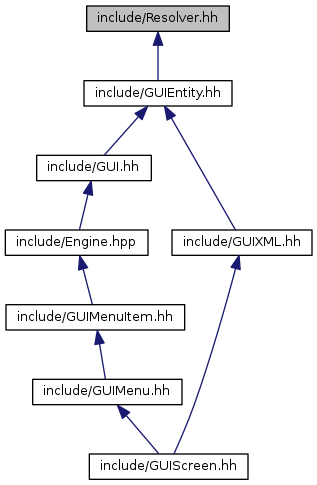 include/Resolver.hh
include/GUIEntity.hh
include/GUI.hh
include/Engine.hpp
include/GUIXML.hh
include/GUIMenuItem.hh
include/GUIMenu.hh
include/GUIScreen.hh